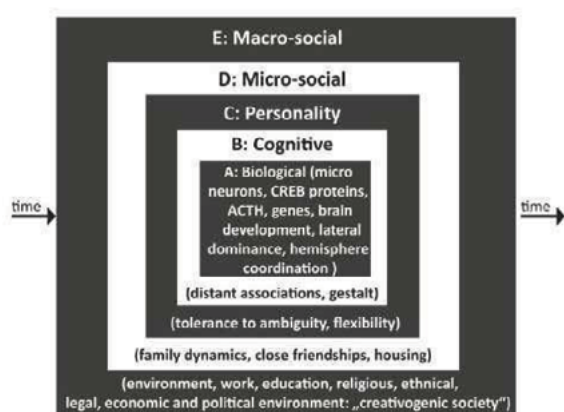 E: Macro-social
D: Micro-social
C: Personality
B: Cognitive
A: Biological (micro
neurons, CREB proteins,
ACTH, genes, brain
development, lateral
dominance, hemisphere
coordination )
time
time
(distant associations, gestalt)
(tolerance to ambiguity, flexibility)
(family dynamics, close friendships, housing)
(environment, work, education, religious, ethnical,
legal, economic and political environment: „creativogenic society“)